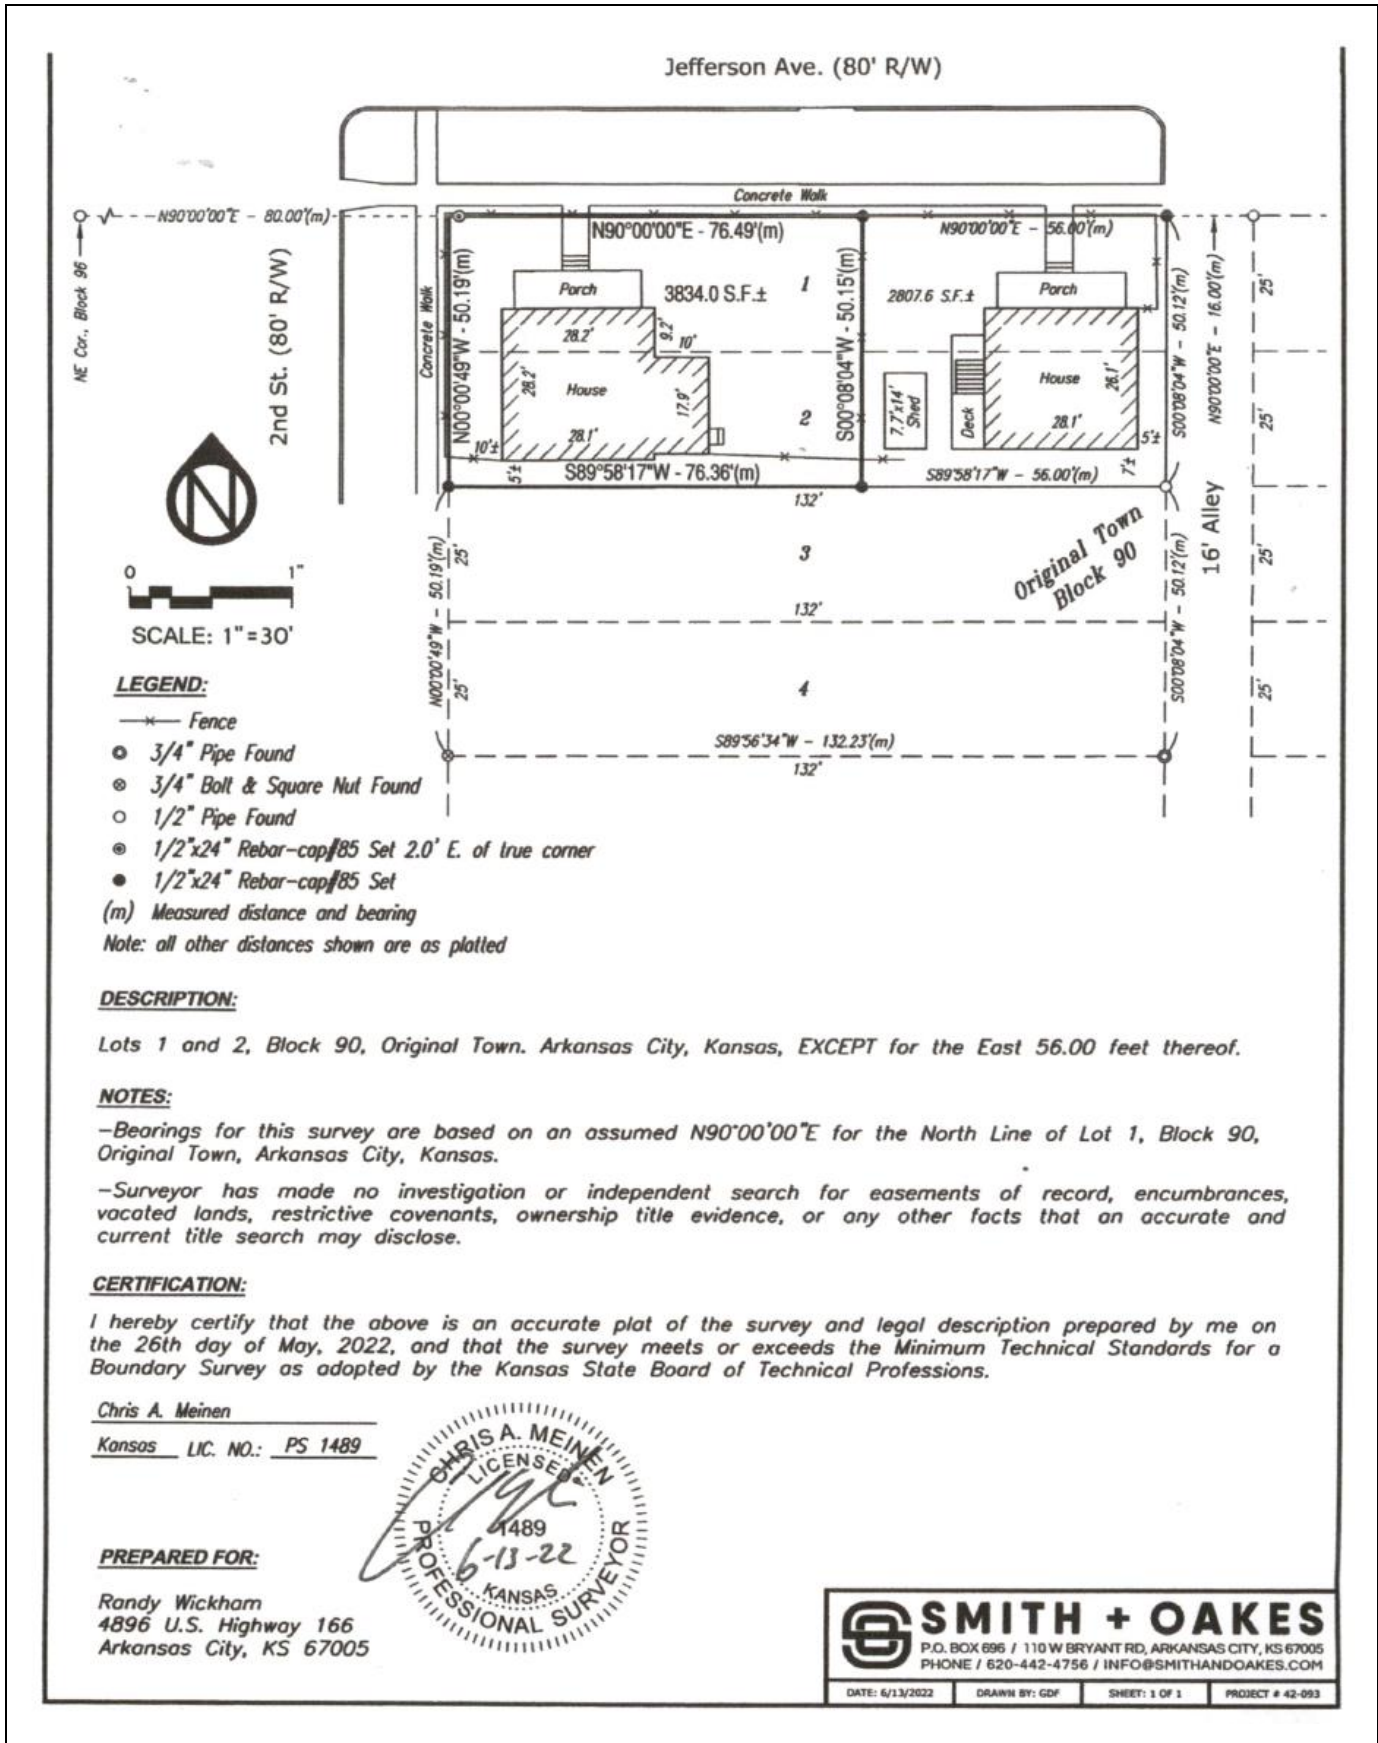 Jefferson Ave. (80' R/W)
Concrete Walk
N90°00'00"E - 80.00'(m)
N90°00'00"E - 76.49'(m)
N90°00'00"E - 56.00'(m)
NE Cor., Block 96
2nd St. (80' R/W)
Concrete Walk
N00°00'49"W - 50.19'(m)
Porch
3834.0 S.F.±
1
S00°08'04"W - 50.15'(m)
2807.6 S.F.±
Porch
S00°08'04"W - 50.12'(m)
N90°00'00"E - 16.00'(m)
25'
28.2'
9.2'
10'
28.2'
House
17.9'
28.1'
2
7.7'x14'
Shed
Deck
House
26.1'
28.1'
25'
10'±
5'±
5'±
7'±
S89°58'17"W - 76.36'(m)
S89°58'17"W - 56.00'(m)
132'
N
N00°00'49"W - 50.19'(m)
25'
3
Original Town
Block 90
S00°08'04"W - 50.12'(m)
16' Alley
25'
132'
25'
4
25'
S89°56'34"W - 132.23'(m)
132'
0 1"
SCALE: 1"=30'
LEGEND:
Fence
3/4" Pipe Found
3/4" Bolt & Square Nut Found
1/2" Pipe Found
1/2"x24" Rebar-cap#85 Set 2.0' E. of true corner
1/2"x24" Rebar-cap#85 Set
(m) Measured distance and bearing
Note: all other distances shown are as platted
DESCRIPTION:
Lots 1 and 2, Block 90, Original Town. Arkansas City, Kansas, EXCEPT for the East 56.00 feet thereof.
NOTES:
-Bearings for this survey are based on an assumed N90°00'00"E for the North Line of Lot 1, Block 90,
Original Town, Arkansas City, Kansas.
-Surveyor has made no investigation or independent search for easements of record, encumbrances,
vacated lands, restrictive covenants, ownership title evidence, or any other facts that an accurate and
current title search may disclose.
CERTIFICATION:
I hereby certify that the above is an accurate plat of the survey and legal description prepared by me on
the 26th day of May, 2022, and that the survey meets or exceeds the Minimum Technical Standards for a
Boundary Survey as adopted by the Kansas State Board of Technical Professions.
Chris A. Meinen
Kansas LIC. NO.: PS 1489
CHRIS A. MEINEN
LICENSED
1489
6-13-22
KANSAS
PROFESSIONAL SURVEYOR
PREPARED FOR:
Randy Wickham
4896 U.S. Highway 166
Arkansas City, KS 67005
SMITH + OAKES
P.O. BOX 696 / 110 W BRYANT RD, ARKANSAS CITY, KS 67005
PHONE / 620-442-4756 / INFO@SMITHANDOAKES.COM
DATE: 6/13/2022 DRAWN BY: GDF SHEET: 1 OF 1 PROJECT # 42-093